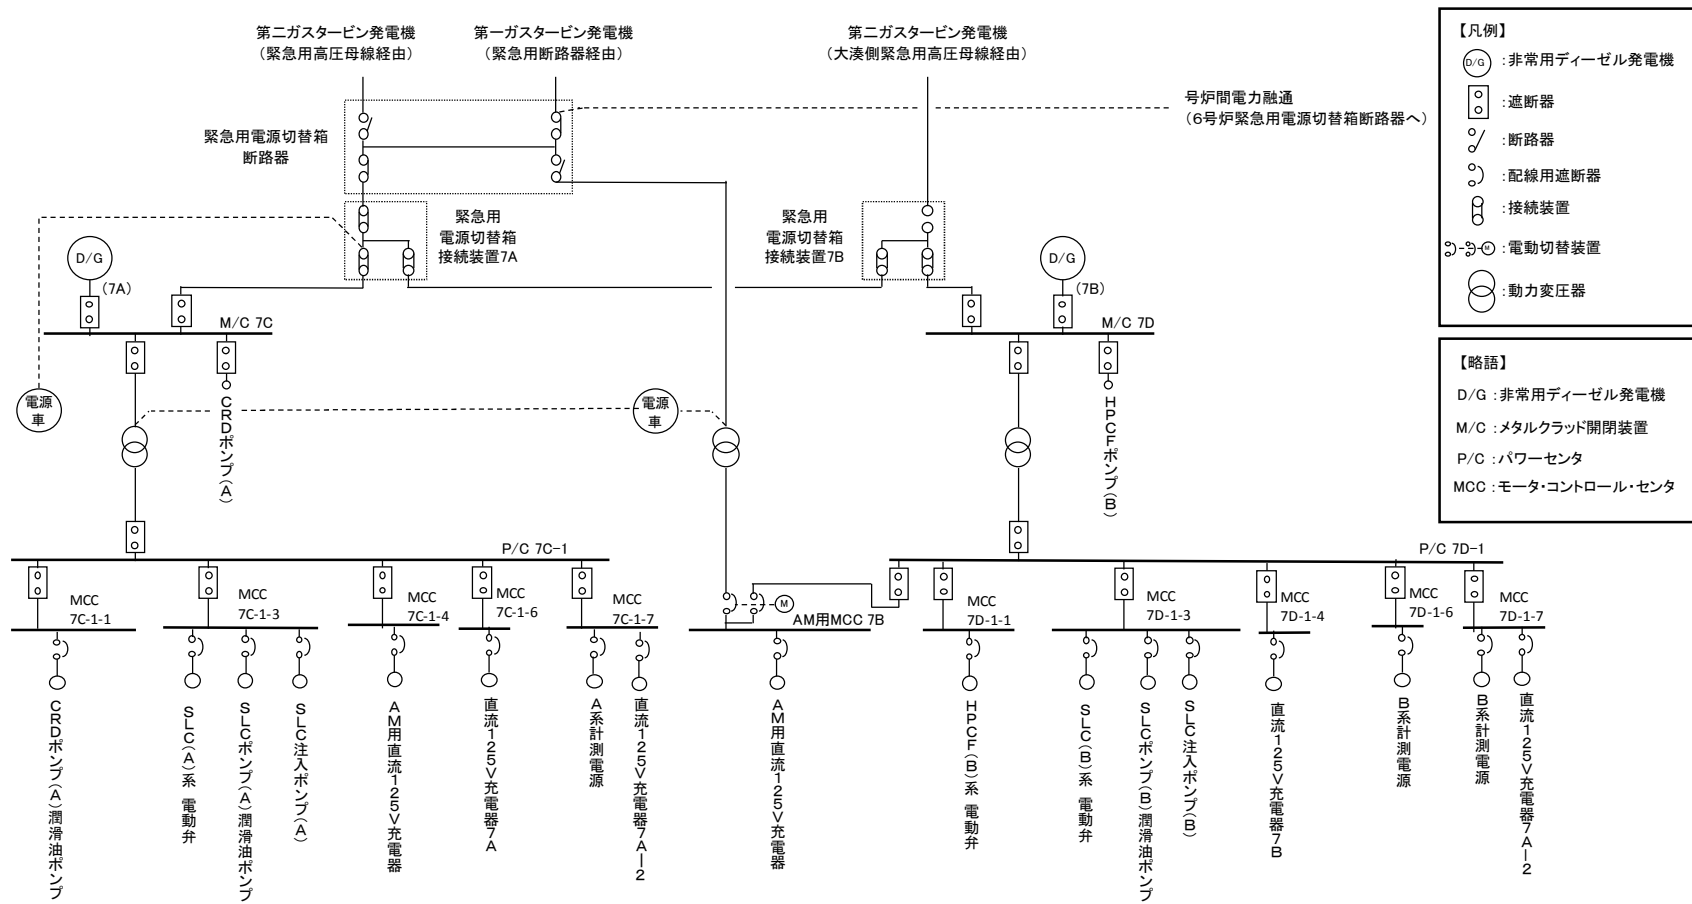 第二ガスタービン発電機
(緊急用高圧母線経由)
第一ガスタービン発電機
(緊急用断路器経由)
第二ガスタービン発電機
(大湊側緊急用高圧母線経由)
号炉間電力融通
(6号炉緊急用電源切替箱断路器へ)
緊急用電源切替箱
断路器
緊急用
電源切替箱
接続装置7A
緊急用
電源切替箱
接続装置7B
D/G
(7A)
D/G
(7B)
M/C 7C
M/C 7D
電源
車
電源
車
CRDポンプ(A)
HPCFポンプ(B)
P/C 7C-1
P/C 7D-1
MCC
7C-1-1
MCC
7C-1-3
MCC
7C-1-4
MCC
7C-1-6
MCC
7C-1-7
M
AM用MCC 7B
MCC
7D-1-1
MCC
7D-1-3
MCC
7D-1-4
MCC
7D-1-6
MCC
7D-1-7
CRDポンプ(A)潤滑油ポンプ
SLC(A)系 電動弁
SLCポンプ(A)潤滑油ポンプ
SLC注入ポンプ(A)
AM用直流125V充電器
直流125V充電器7A
A系計測電源
直流125V充電器7A-2
AM用直流125V充電器
HPCF(B)系 電動弁
SLC(B)系 電動弁
SLCポンプ(B)潤滑油ポンプ
SLC注入ポンプ(B)
直流125V充電器7B
B系計測電源
B系計測電源
直流125V充電器7A-2
【凡例】
D/G :非常用ディーゼル発電機
:遮断器
:断路器
:配線用遮断器
:接続装置
M :電動切替装置
:動力変圧器
【略語】
D/G :非常用ディーゼル発電機
M/C :メタルクラッド開閉装置
P/C :パワーセンタ
MCC :モータ・コントロール・センタ